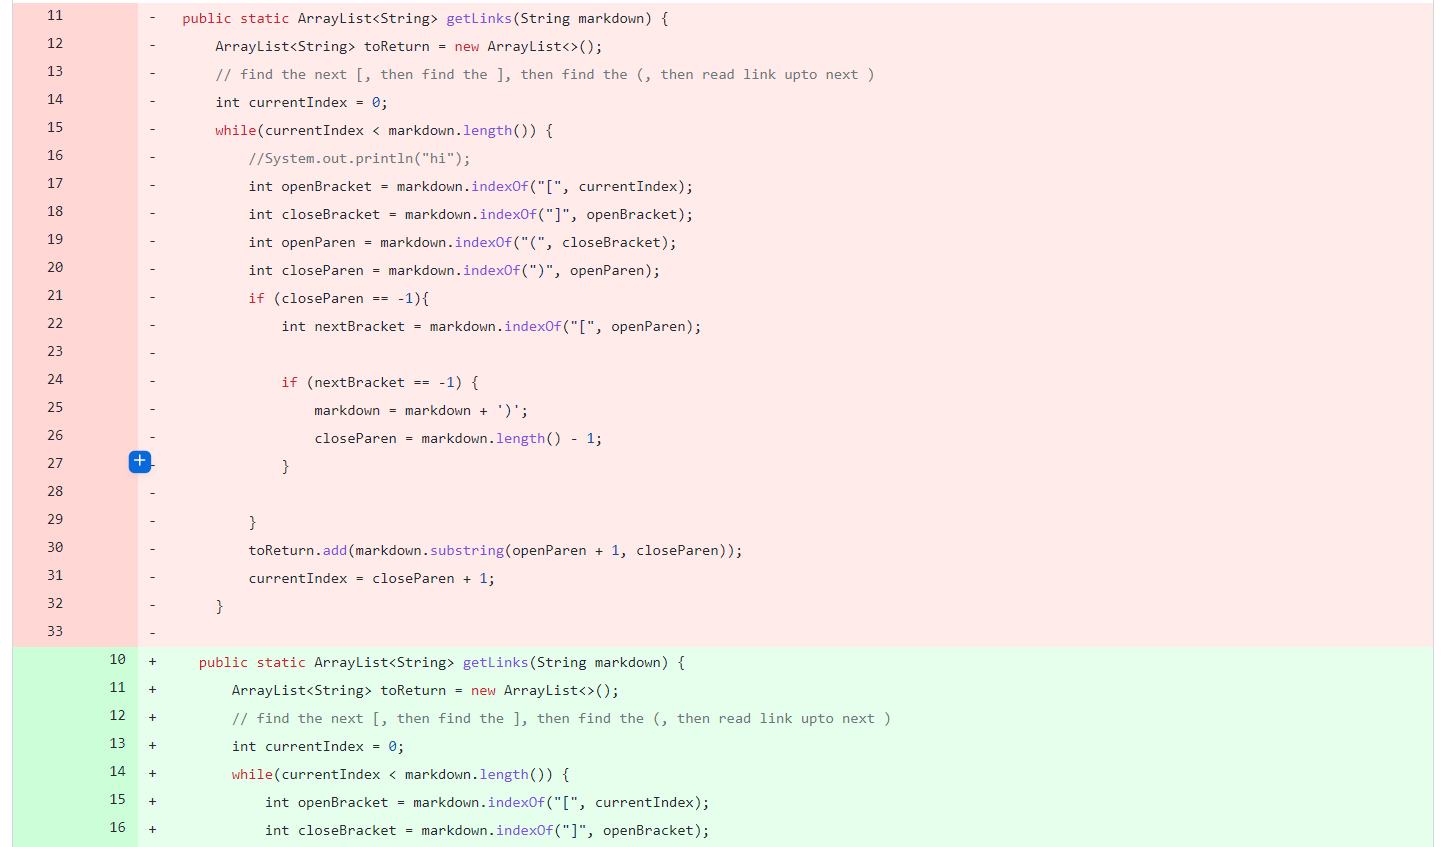 11 - public static ArrayList<String> getLinks(String markdown) {
12 - ArrayList<String> toReturn = new ArrayList<>();
13 - // find the next [, then find the ], then find the (, then read link upto next )
14 - int currentIndex = 0;
15 - while(currentIndex < markdown.length()) {
16 - //System.out.println("hi");
17 - int openBracket = markdown.indexOf("[", currentIndex);
18 - int closeBracket = markdown.indexOf("]", openBracket);
19 - int openParen = markdown.indexOf("(", closeBracket);
20 - int closeParen = markdown.indexOf(")", openParen);
21 - if (closeParen == -1){
22 - int nextBracket = markdown.indexOf("[", openParen);
23 -
24 - if (nextBracket == -1) {
25 - markdown = markdown + ')';
26 - closeParen = markdown.length() - 1;
27 + - }
28 -
29 - }
30 - toReturn.add(markdown.substring(openParen + 1, closeParen));
31 - currentIndex = closeParen + 1;
32 - }
33 -
10 + public static ArrayList<String> getLinks(String markdown) {
11 + ArrayList<String> toReturn = new ArrayList<>();
12 + // find the next [, then find the ], then find the (, then read link upto next )
13 + int currentIndex = 0;
14 + while(currentIndex < markdown.length()) {
15 + int openBracket = markdown.indexOf("[", currentIndex);
16 + int closeBracket = markdown.indexOf("]", openBracket);